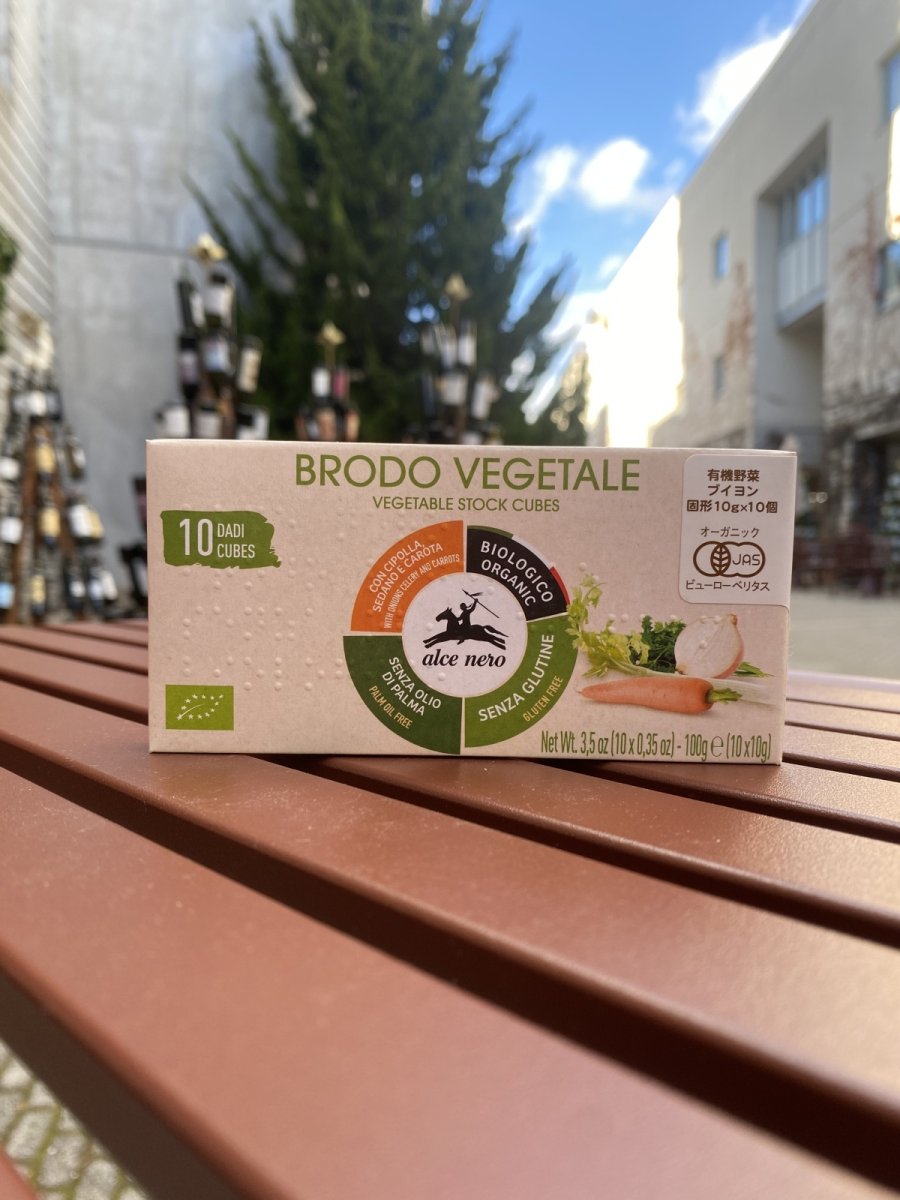 BRODO VEGETALE
VEGETABLE STOCK CUBES
10 DADI
CUBES
CON CIPOLLA,
SEDANO E CAROTA
WITH ONIONS CELERY AND CARROTS
BIOLOGICO
ORGANIC
alce nero
SENZA OLIO
DI PALMA
PALM OIL FREE
SENZA GLUTINE
GLUTEN FREE
Net Wt. 3,5 oz (10 x 0,35 oz) - 100g e (10 x10g)
有機野菜
ブイヨン
固形10g×10個
オーガニック
JAS
ビューローベリタス